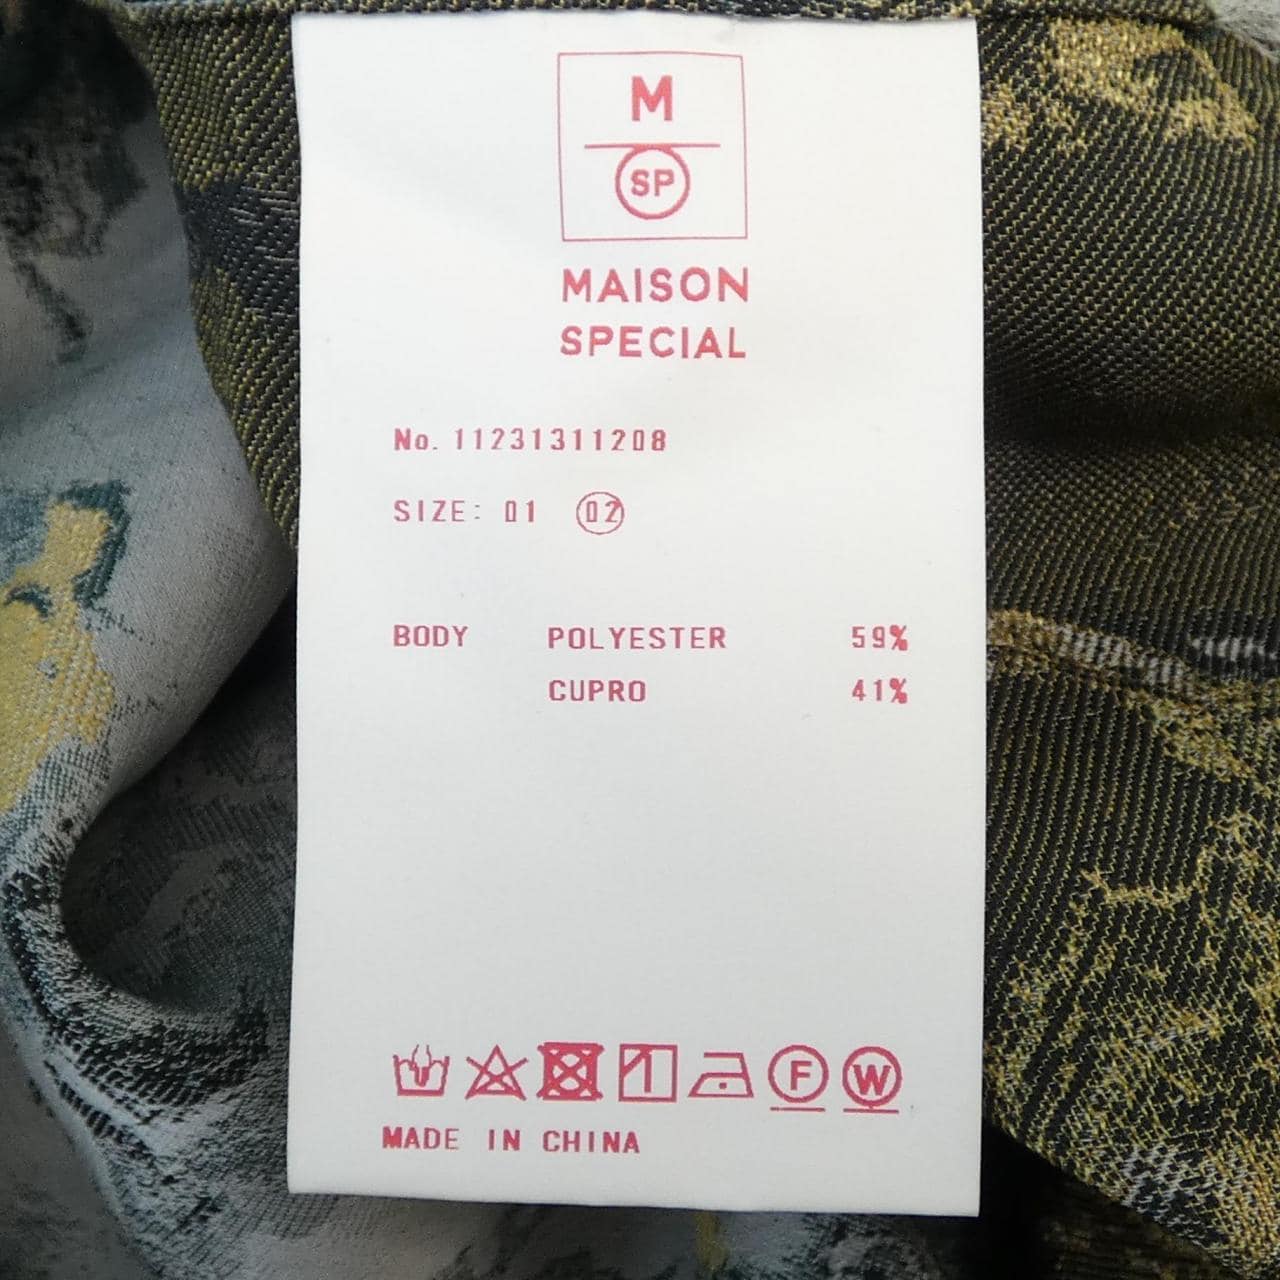 M
SP
MAISON
SPECIAL
No. 11231311208
SIZE: 01 02
BODY POLYESTER 59%
CUPRO 41%
F W
MADE IN CHINA